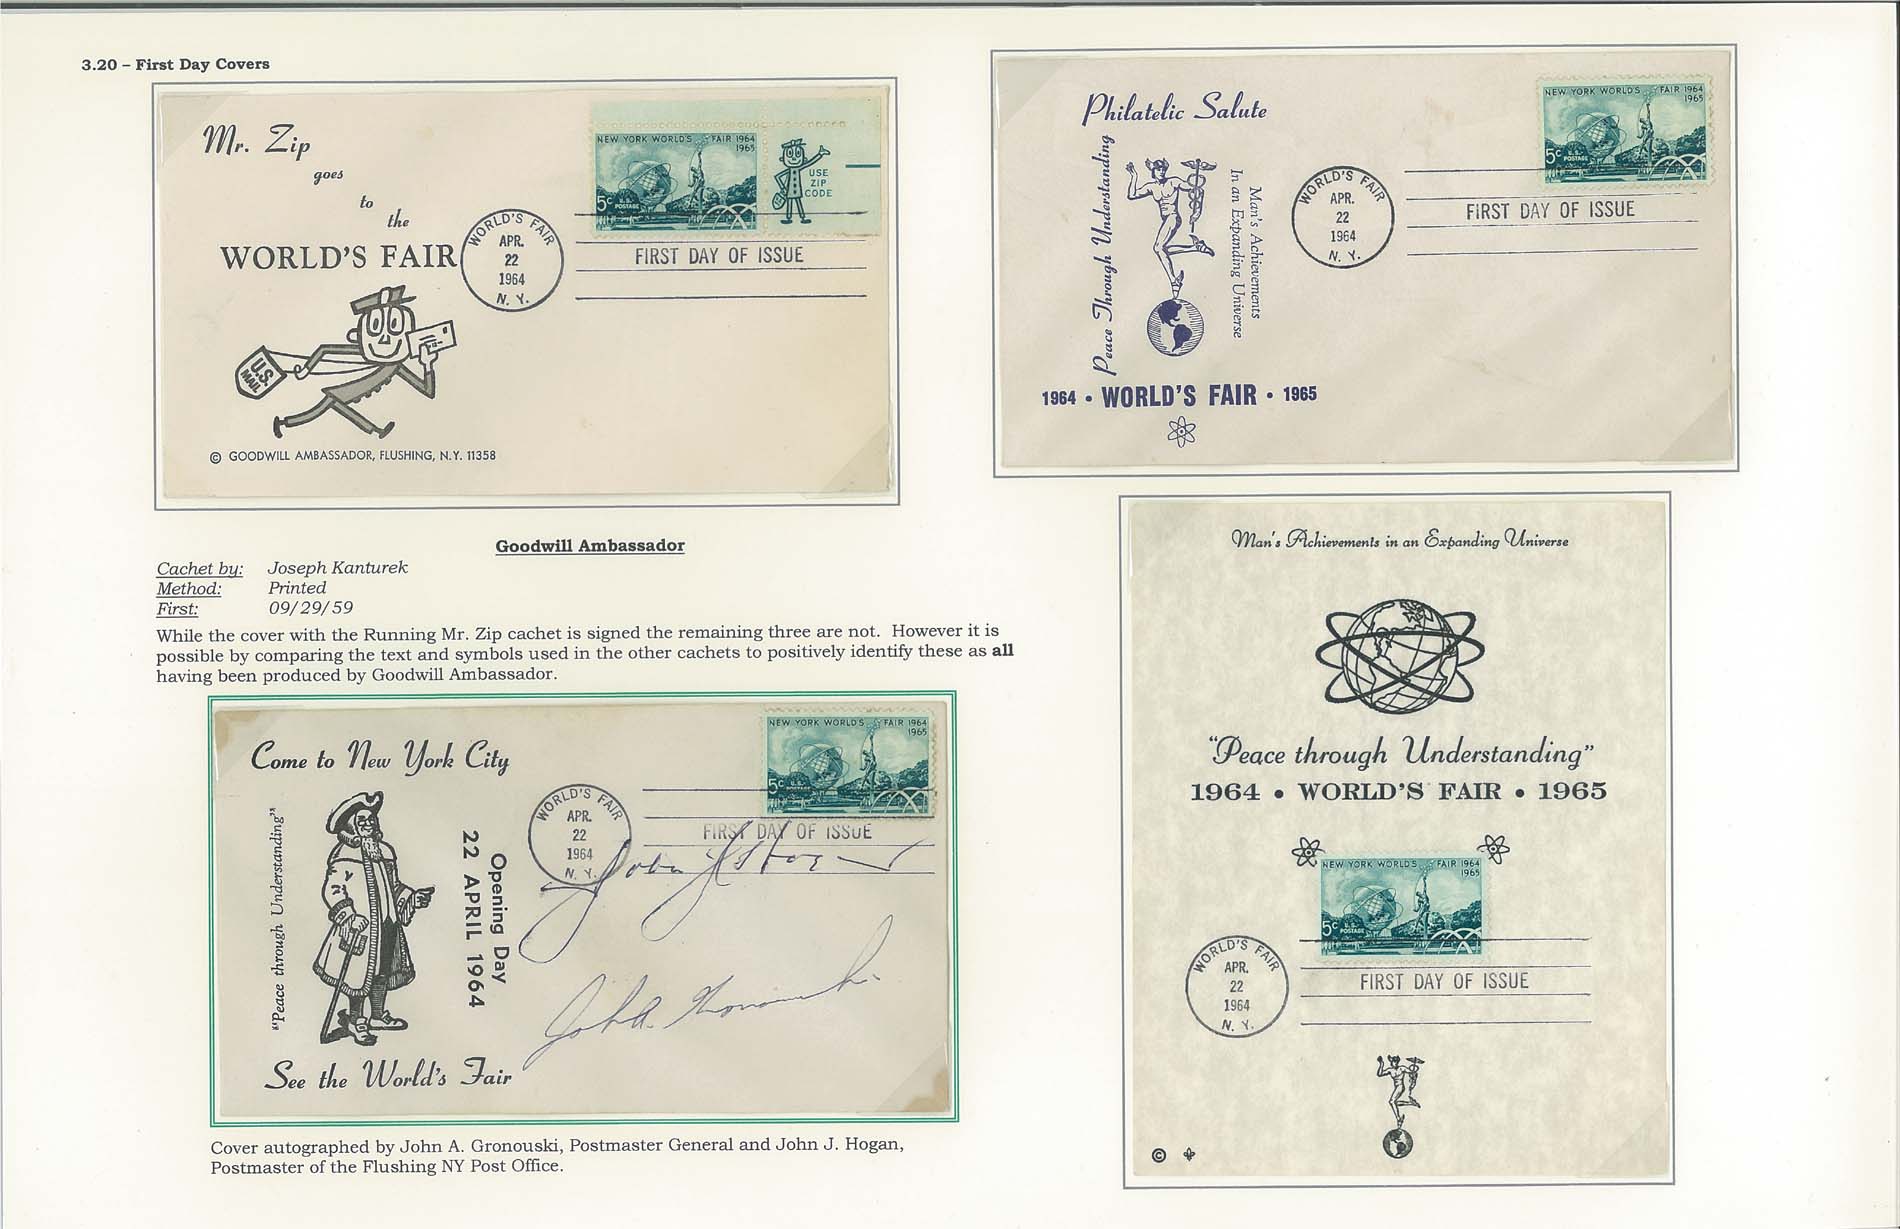 3.20 – First Day Covers
Mr. Zip
goes
to
the
WORLD'S FAIR
WORLD'S FAIR
APR.
22
1964
N. Y.
NEW YORK WORLD'S FAIR 1964
1965
5c
U.S.
POSTAGE
USE
ZIP
CODE
FIRST DAY OF ISSUE
U.S.
MAIL
© GOODWILL AMBASSADOR, FLUSHING, N.Y. 11358
Philatelic Salute
Peace Through Understanding
Man's Achievements
In an Expanding Universe
WORLD'S FAIR
APR.
22
1964
N. Y.
NEW YORK WORLD'S FAIR 1964
1965
5c
U.S.
POSTAGE
FIRST DAY OF ISSUE
1964 • WORLD'S FAIR • 1965
Goodwill Ambassador
Cachet by: Joseph Kanturek
Method: Printed
First: 09/29/59
While the cover with the Running Mr. Zip cachet is signed the remaining three are not. However it is
possible by comparing the text and symbols used in the other cachets to positively identify these as all
having been produced by Goodwill Ambassador.
Come to New York City
"Peace through Understanding"
Opening Day
22 APRIL 1964
See the World's Fair
WORLD'S FAIR
APR.
22
1964
N. Y.
NEW YORK WORLD'S FAIR 1964
1965
5c
U.S.
POSTAGE
FIRST DAY OF ISSUE
John J Hogan
John A. Gronouski
Cover autographed by John A. Gronouski, Postmaster General and John J. Hogan,
Postmaster of the Flushing NY Post Office.
Man's Achievements in an Expanding Universe
"Peace through Understanding"
1964 • WORLD'S FAIR • 1965
NEW YORK WORLD'S FAIR 1964
1965
5c
U.S.
POSTAGE
WORLD'S FAIR
APR.
22
1964
N. Y.
FIRST DAY OF ISSUE
©